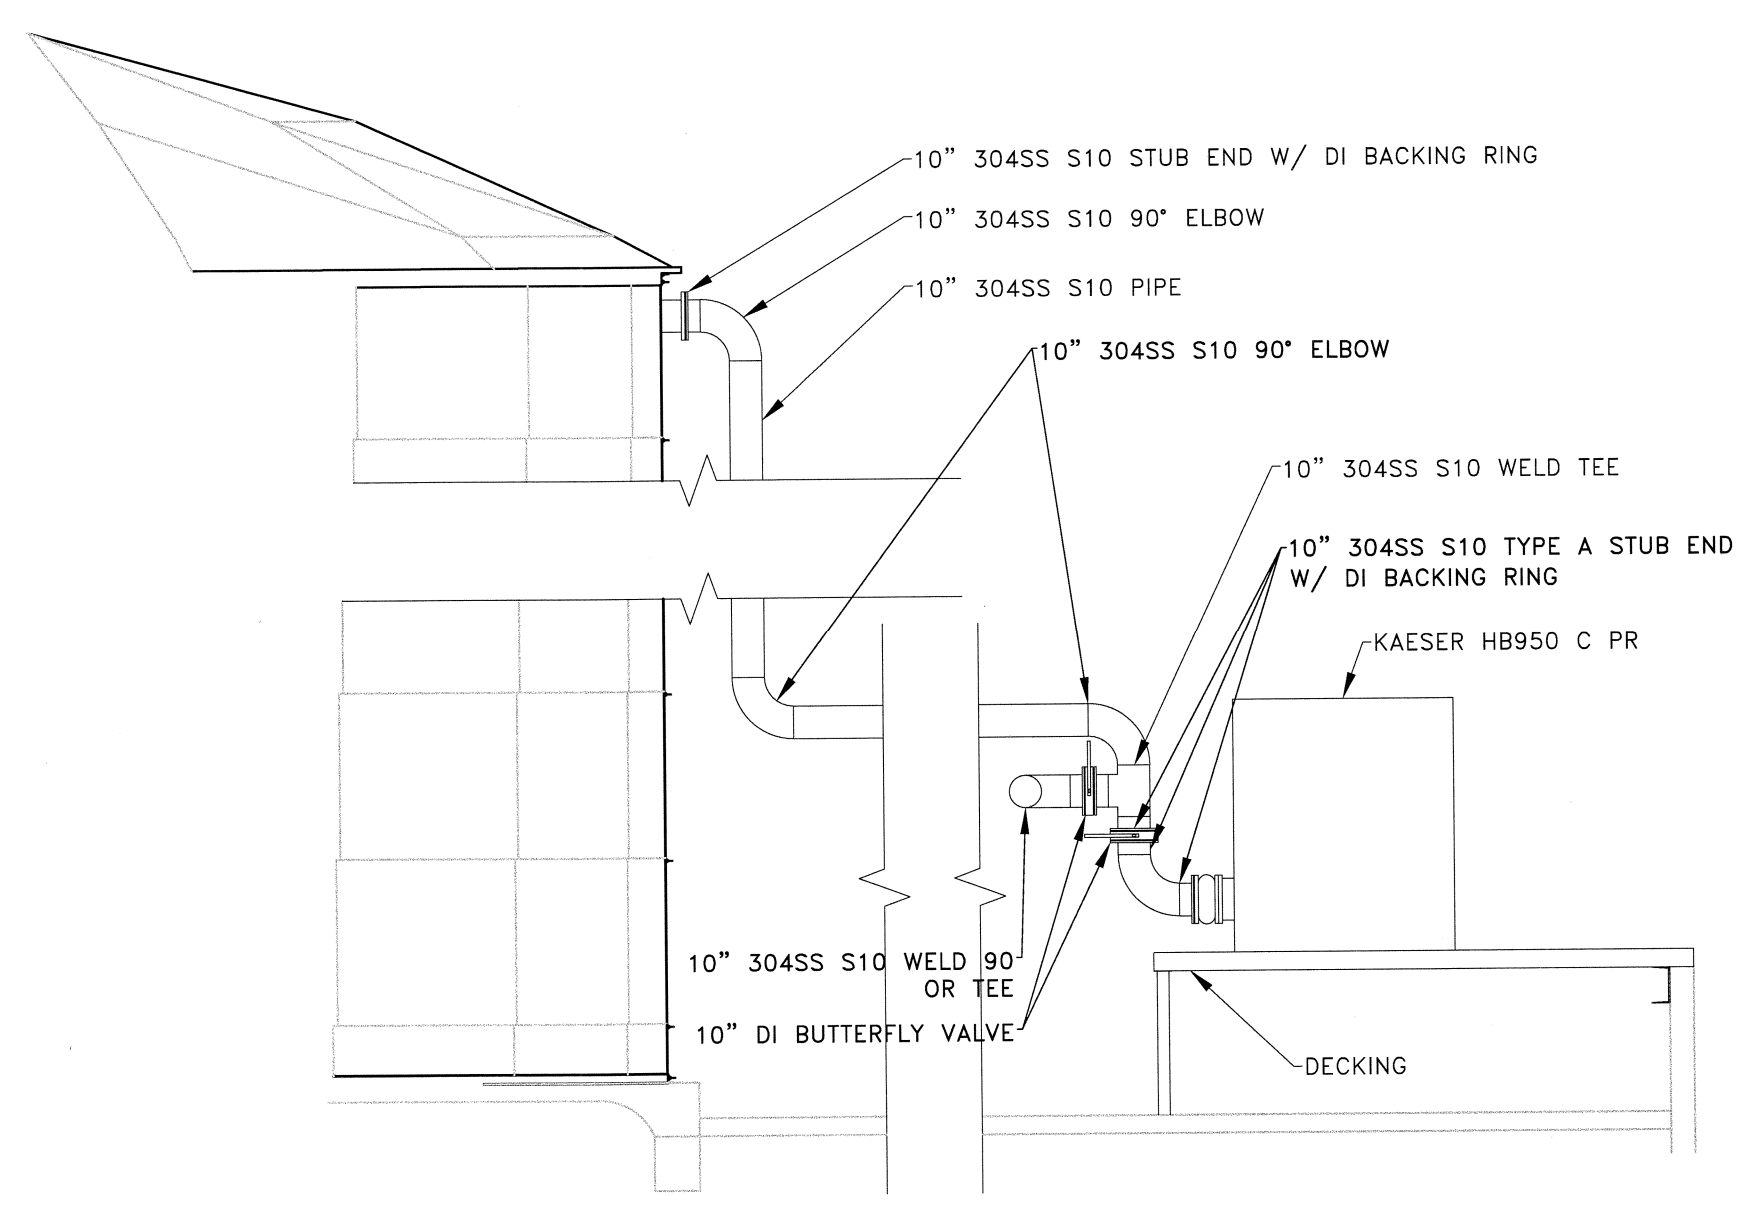 10” 304SS S10 STUB END W/ DI BACKING RING
10” 304SS S10 90° ELBOW
10” 304SS S10 PIPE
10” 304SS S10 90° ELBOW
10” 304SS S10 WELD TEE
10” 304SS S10 TYPE A STUB END
W/ DI BACKING RING
KAESER HB950 C PR
10” 304SS S10 WELD 90
OR TEE
10” DI BUTTERFLY VALVE
DECKING